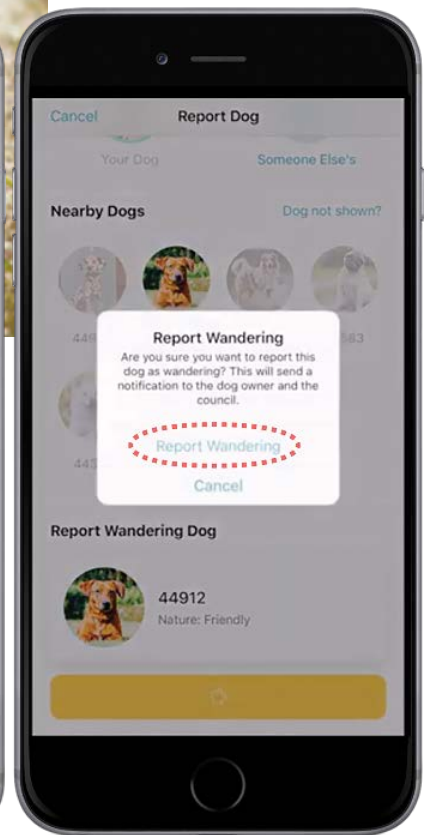 Cancel
Report Dog
Your Dog
Someone Else's
Nearby Dogs
Dog not shown?
Report Wandering
Are you sure you want to report this
dog as wandering? This will send a
notification to the dog owner and the
council.
Report Wandering
Cancel
Report Wandering Dog
44912
Nature: Friendly